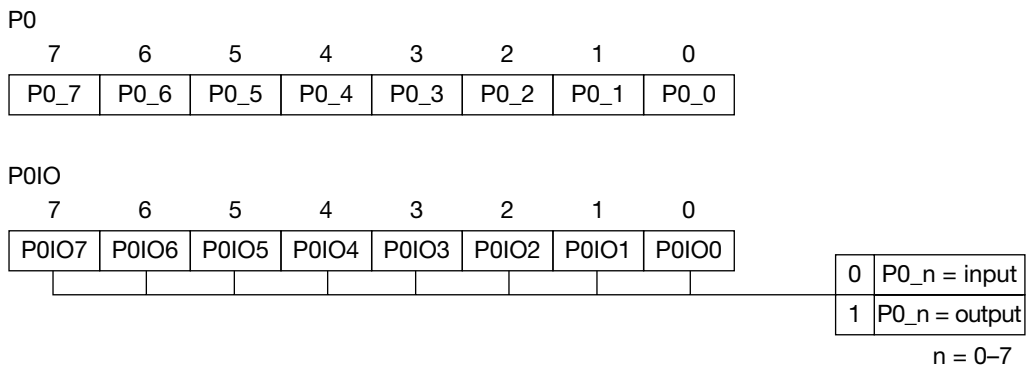 P0
7 6 5 4 3 2 1 0
P0_7 P0_6 P0_5 P0_4 P0_3 P0_2 P0_1 P0_0
P0IO
7 6 5 4 3 2 1 0
P0IO7 P0IO6 P0IO5 P0IO4 P0IO3 P0IO2 P0IO1 P0IO0
0 P0_n = input
1 P0_n = output
n = 0–7